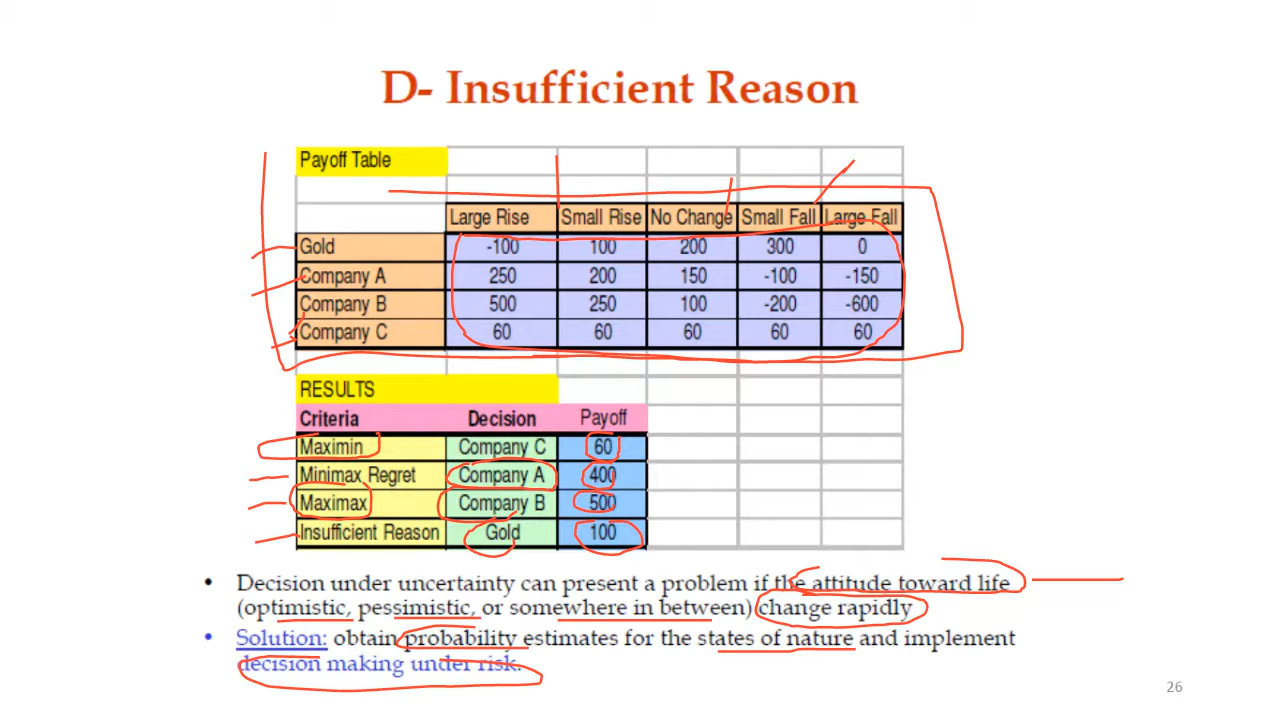 D- Insufficient Reason
Payoff Table
Large Rise Small Rise No Change Small Fall Large Fall
Gold -100 100 200 300 0
Company A 250 200 150 -100 -150
Company B 500 250 100 -200 -600
Company C 60 60 60 60 60
RESULTS
Criteria Decision Payoff
Maximin Company C 60
Minimax Regret Company A 400
Maximax Company B 500
Insufficient Reason Gold 100
• Decision under uncertainty can present a problem if the attitude toward life
(optimistic, pessimistic, or somewhere in between) change rapidly
• Solution: obtain probability estimates for the states of nature and implement
decision making under risk.
26